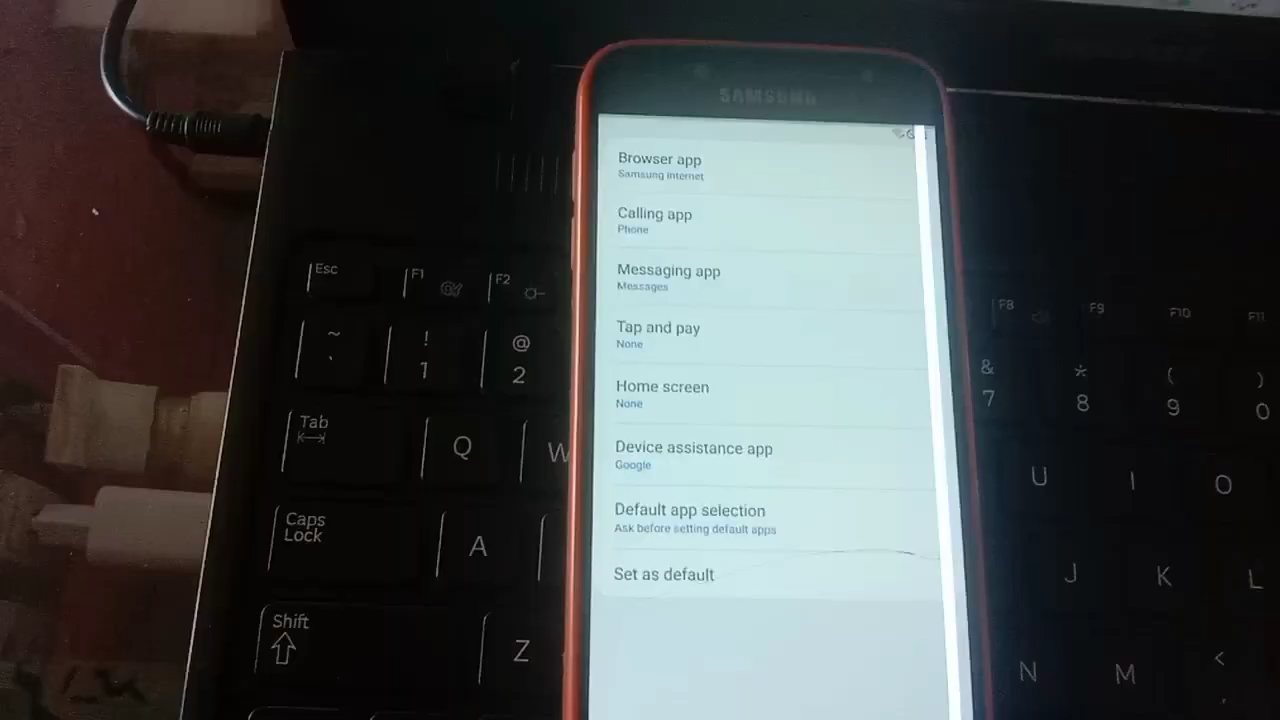 SAMSUNG
Browser app
Samsung Internet
Calling app
Phone
Messaging app
Messages
Tap and pay
None
Home screen
None
Device assistance app
Google
Default app selection
Ask before setting default apps
Set as default
Esc
F1
F2
F8
F9
F10
F11
~
`
!
1
@
2
&
7
*
8
(
9
)
0
Tab
Q
W
U
I
O
Caps
Lock
A
J
K
L
Shift
Z
N
M
<
,